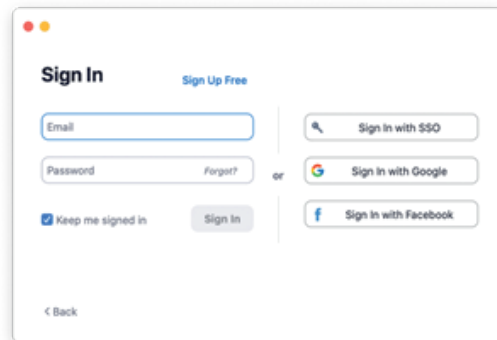 Sign In
Sign Up Free
Email
Password
Forgot?
Keep me signed in
Sign In
or
Sign In with SSO
Sign In with Google
Sign In with Facebook
< Back